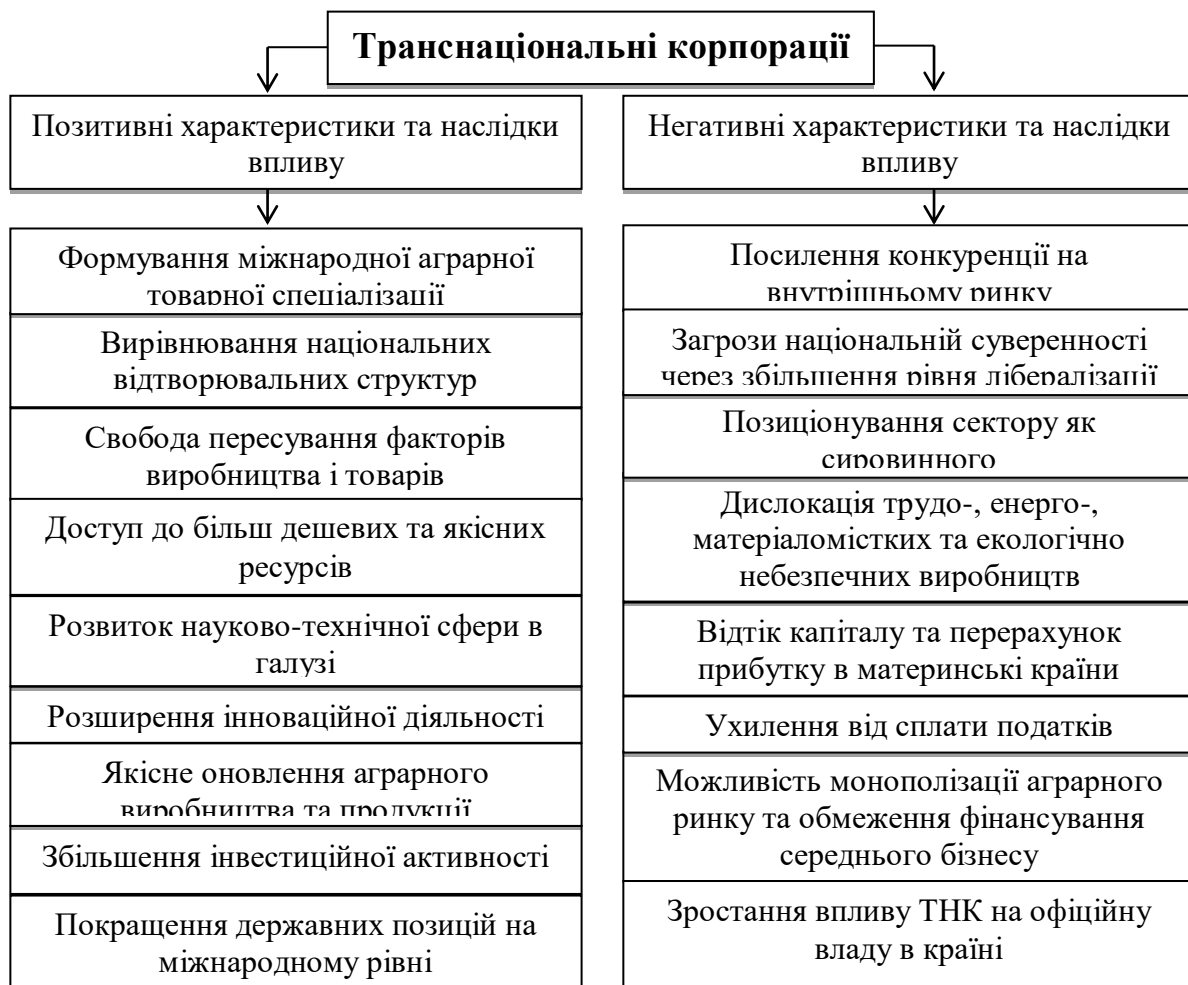 Транснаціональні корпорації
Позитивні характеристики та наслідки
впливу
Формування міжнародної аграрної
товарної спеціалізації
Вирівнювання національних
відтворювальних структур
Свобода пересування факторів
виробництва і товарів
Доступ до більш дешевих та якісних
ресурсів
Розвиток науково-технічної сфери в
галузі
Розширення інноваційної діяльності
Якісне оновлення аграрного
виробництва та продукції
Збільшення інвестиційної активності
Покращення державних позицій на
міжнародному рівні
Негативні характеристики та наслідки
впливу
Посилення конкуренції на
внутрішньому ринку
Загрози національній суверенності
через збільшення рівня лібералізації
Позиціонування сектору як
сировинного
Дислокація трудо-, енерго-,
матеріаломістких та екологічно
небезпечних виробництв
Відтік капіталу та перерахунок
прибутку в материнські країни
Ухилення від сплати податків
Можливість монополізації аграрного
ринку та обмеження фінансування
середнього бізнесу
Зростання впливу ТНК на офіційну
владу в країні